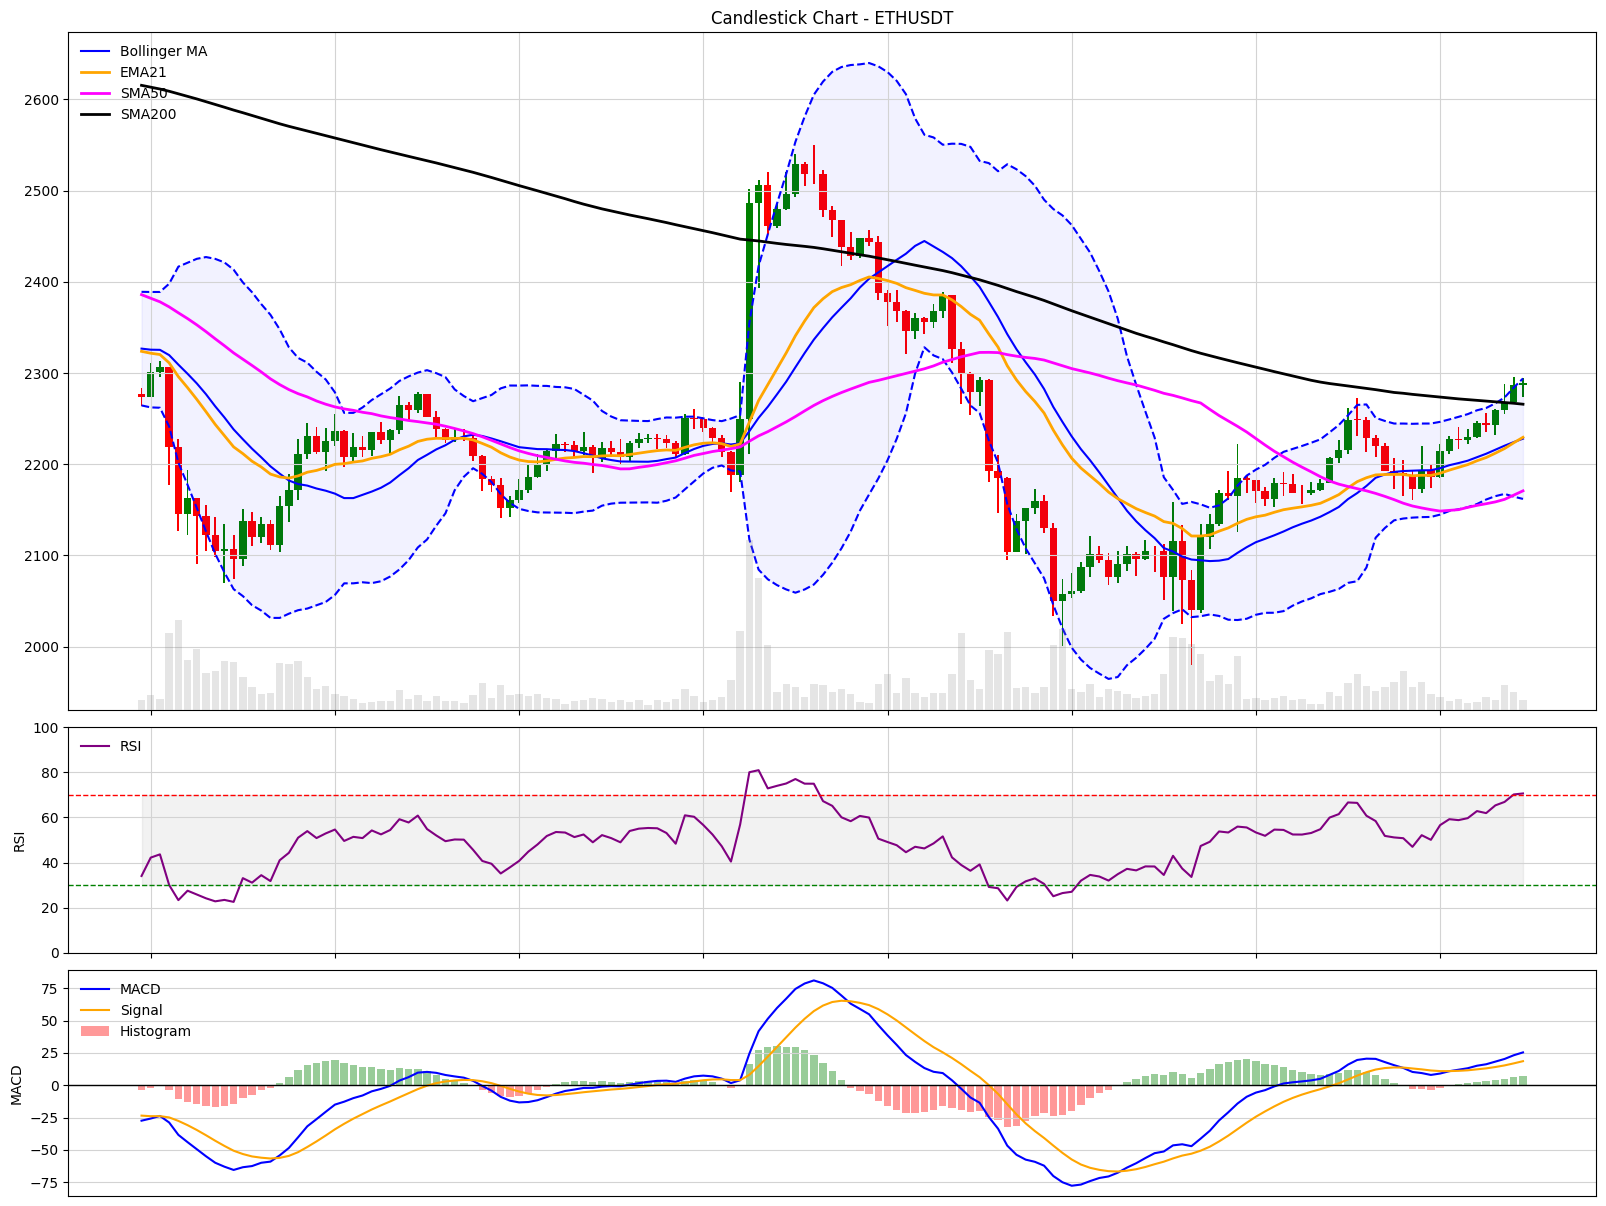 Candlestick Chart - ETHUSDT
Bollinger MA
EMA21
SMA50
SMA200
2600
2500
2400
2300
2200
2100
2000
100
80
60
40
20
0
RSI
RSI
75
50
25
0
−25
−50
−75
MACD
MACD
Signal
Histogram